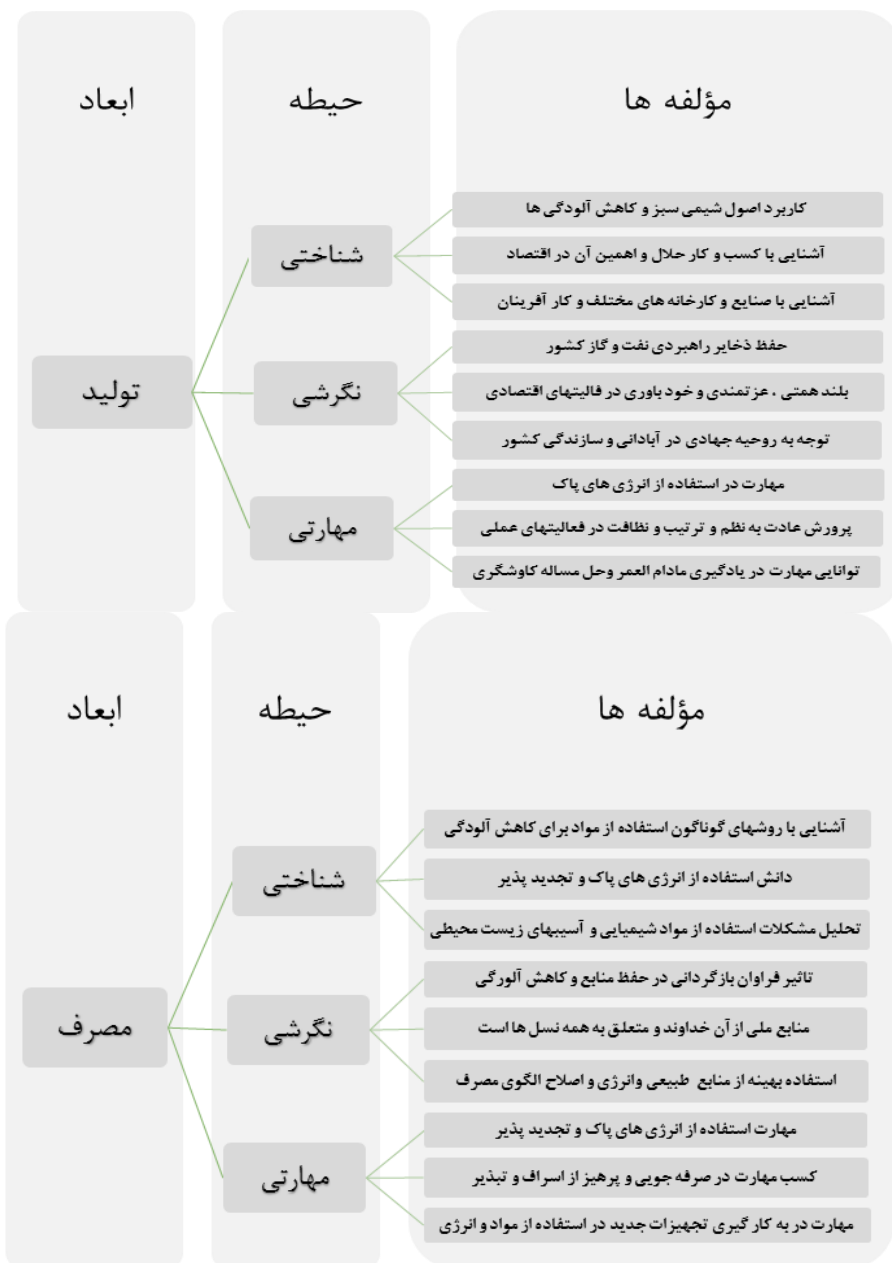 مؤلفه ها
حیطه
ابعاد
کاربرد اصول شیمی سبز و کاهش آلودگی ها
آشنایی با کسب و کار حلال و اهمین آن در اقتصاد
آشنایی با صنایع و کارخانه های مختلف و کار آفرینان
شناختی
حفظ ذخایر راهبردی نفت و گاز کشور
بلند همتی ، عزتمندی و خود باوری در فالیتهای اقتصادی
توجه به روحیه جهادی در آبادانی و سازندگی کشور
نگرشی
تولید
مهارت در استفاده از انرژی های پاک
پرورش عادت به نظم و ترتیب و نظافت در فعالیتهای عملی
توانایی مهارت در یادگیری مادام العمر وحل مساله کاوشگری
مهارتی
مؤلفه ها
حیطه
ابعاد
آشنایی با روشهای گوناگون استفاده از مواد برای کاهش آلودگی
دانش استفاده از انرژی های پاک و تجدید پذیر
تحلیل مشکلات استفاده از مواد شیمیایی و آسیبهای زیست محیطی
شناختی
تاثیر فراوان بازگردانی در حفظ منابع و کاهش آلورگی
منابع ملی از آن خداوند و متعلق به همه نسل ها است
استفاده بهینه از منابع طبیعی وانرژی و اصلاح الگوی مصرف
نگرشی
مصرف
مهارت استفاده از انرژی های پاک و تجدید پذیر
کسب مهارت در صرفه جویی و پرهیز از اسراف و تبذیر
مهارت در به کار گیری تجهیزات جدید در استفاده از مواد و انرژی
مهارتی